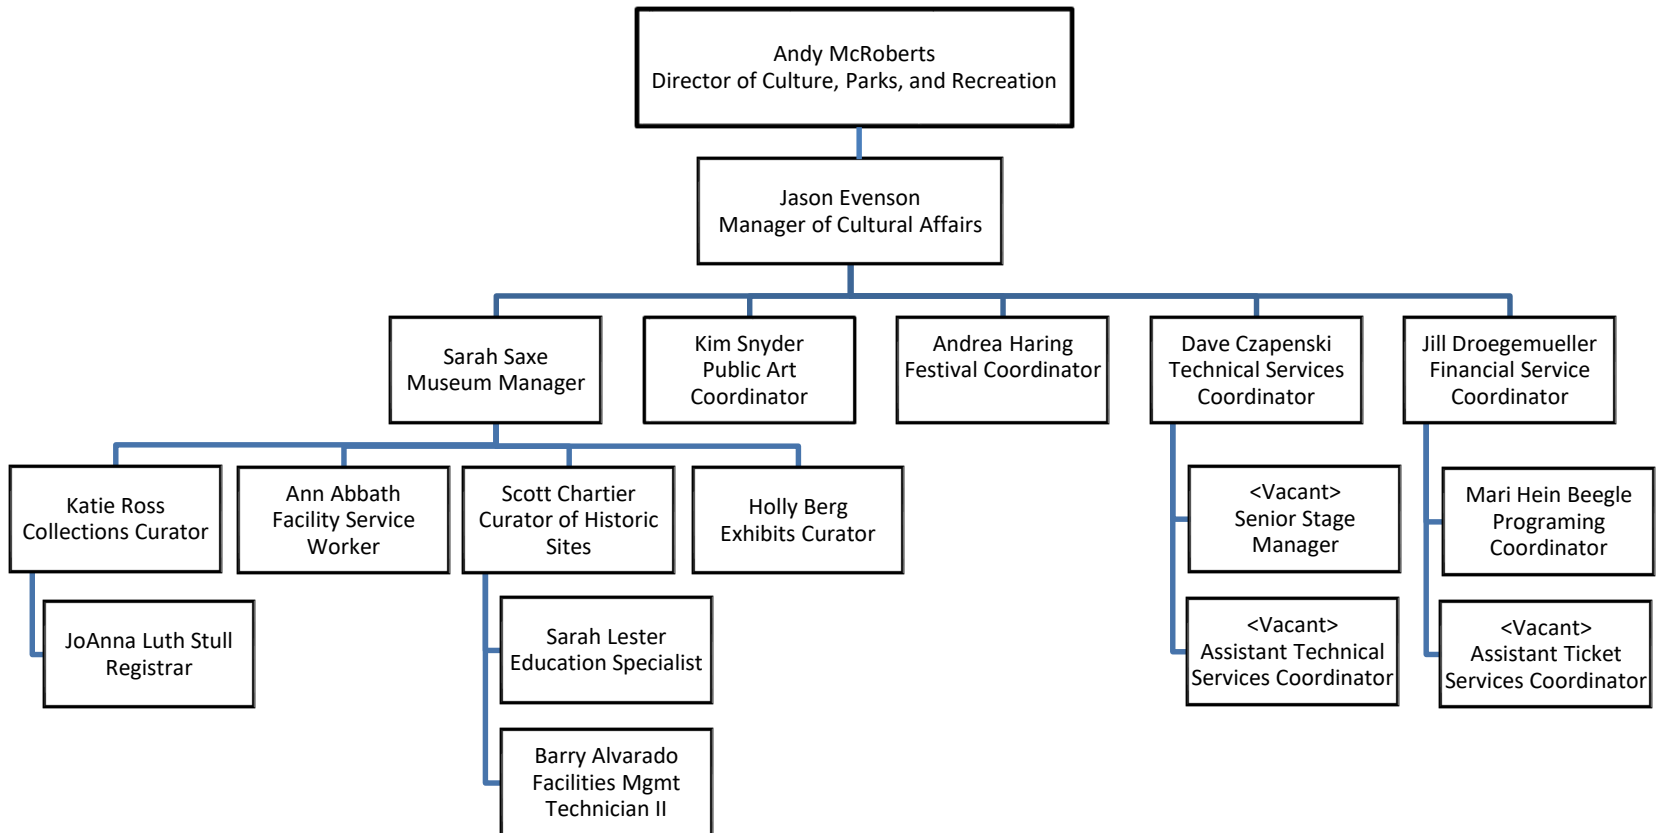 Andy McRoberts
Director of Culture, Parks, and Recreation
Jason Evenson
Manager of Cultural Affairs
Sarah Saxe
Museum Manager
Kim Snyder
Public Art
Coordinator
Andrea Haring
Festival Coordinator
Dave Czapenski
Technical Services
Coordinator
Jill Droegemueller
Financial Service
Coordinator
Katie Ross
Collections Curator
Ann Abbath
Facility Service
Worker
Scott Chartier
Curator of Historic
Sites
Holly Berg
Exhibits Curator
<Vacant>
Senior Stage
Manager
Mari Hein Beegle
Programing
Coordinator
JoAnna Luth Stull
Registrar
Sarah Lester
Education Specialist
<Vacant>
Assistant Technical
Services Coordinator
<Vacant>
Assistant Ticket
Services Coordinator
Barry Alvarado
Facilities Mgmt
Technician II